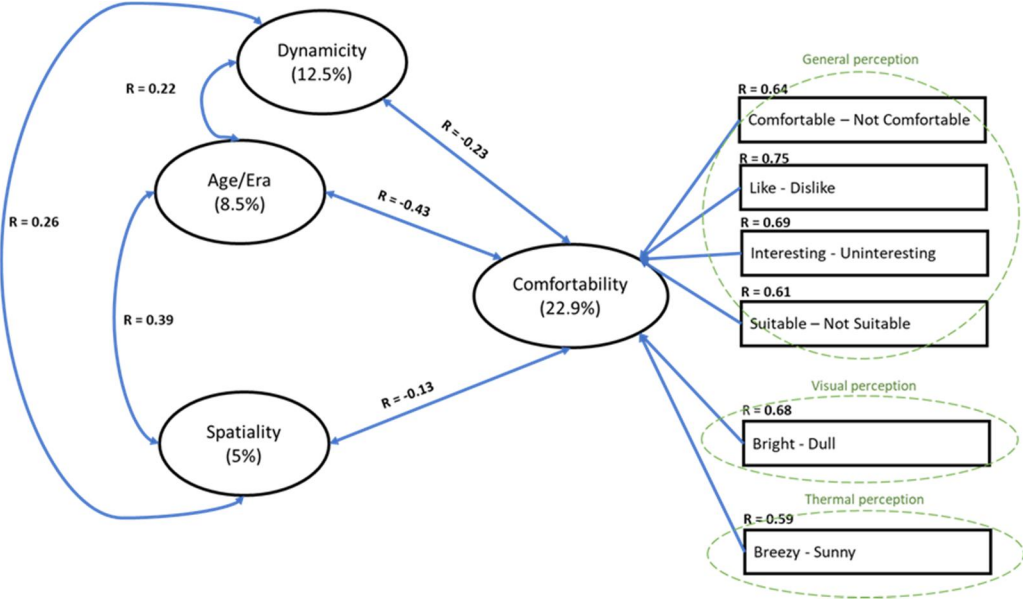 Dynamicity
(12.5%)
R = 0.22
Age/Era
(8.5%)
R = 0.26
R = 0.39
Spatiality
(5%)
R = -0.23
R = -0.43
R = -0.13
Comfortability
(22.9%)
General perception
R = 0.64
Comfortable – Not Comfortable
R = 0.75
Like - Dislike
R = 0.69
Interesting - Uninteresting
R = 0.61
Suitable – Not Suitable
Visual perception
R = 0.68
Bright - Dull
Thermal perception
R = 0.59
Breezy - Sunny